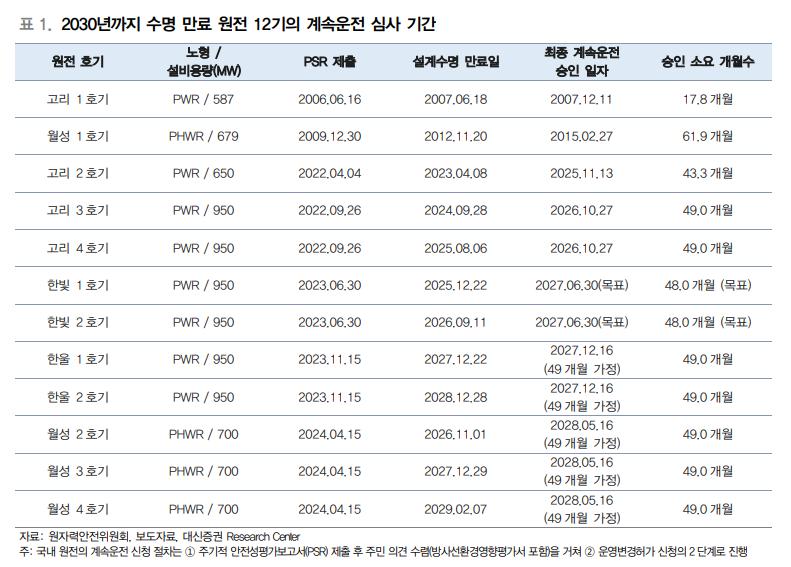 표 1. 2030년까지 수명 만료 원전 12기의 계속운전 심사 기간
원전 호기 노형 / 설비용량(MW) PSR 제출 설계수명 만료일 최종 계속운전 승인 일자 승인 소요 개월수
고리 1호기 PWR / 587 2006.06.16 2007.06.18 2007.12.11 17.8개월
월성 1호기 PHWR / 679 2009.12.30 2012.11.20 2015.02.27 61.9개월
고리 2호기 PWR / 650 2022.04.04 2023.04.08 2025.11.13 43.3개월
고리 3호기 PWR / 950 2022.09.26 2024.09.28 2026.10.27 49.0개월
고리 4호기 PWR / 950 2022.09.26 2025.08.06 2026.10.27 49.0개월
한빛 1호기 PWR / 950 2023.06.30 2025.12.22 2027.06.30(목표) 48.0개월 (목표)
한빛 2호기 PWR / 950 2023.06.30 2026.09.11 2027.06.30(목표) 48.0개월 (목표)
한울 1호기 PWR / 950 2023.11.15 2027.12.22 2027.12.16 (49개월 가정) 49.0개월
한울 2호기 PWR / 950 2023.11.15 2028.12.28 2027.12.16 (49개월 가정) 49.0개월
월성 2호기 PHWR / 700 2024.04.15 2026.11.01 2028.05.16 (49개월 가정) 49.0개월
월성 3호기 PHWR / 700 2024.04.15 2027.12.29 2028.05.16 (49개월 가정) 49.0개월
월성 4호기 PHWR / 700 2024.04.15 2029.02.07 2028.05.16 (49개월 가정) 49.0개월
자료: 원자력안전위원회, 보도자료, 대신증권 Research Center
주: 국내 원전의 계속운전 신청 절차는 ① 주기적 안전성평가보고서(PSR) 제출 후 주민 의견 수렴(방사선환경영향평가서 포함)을 거쳐 ② 운영변경허가 신청의 2단계로 진행